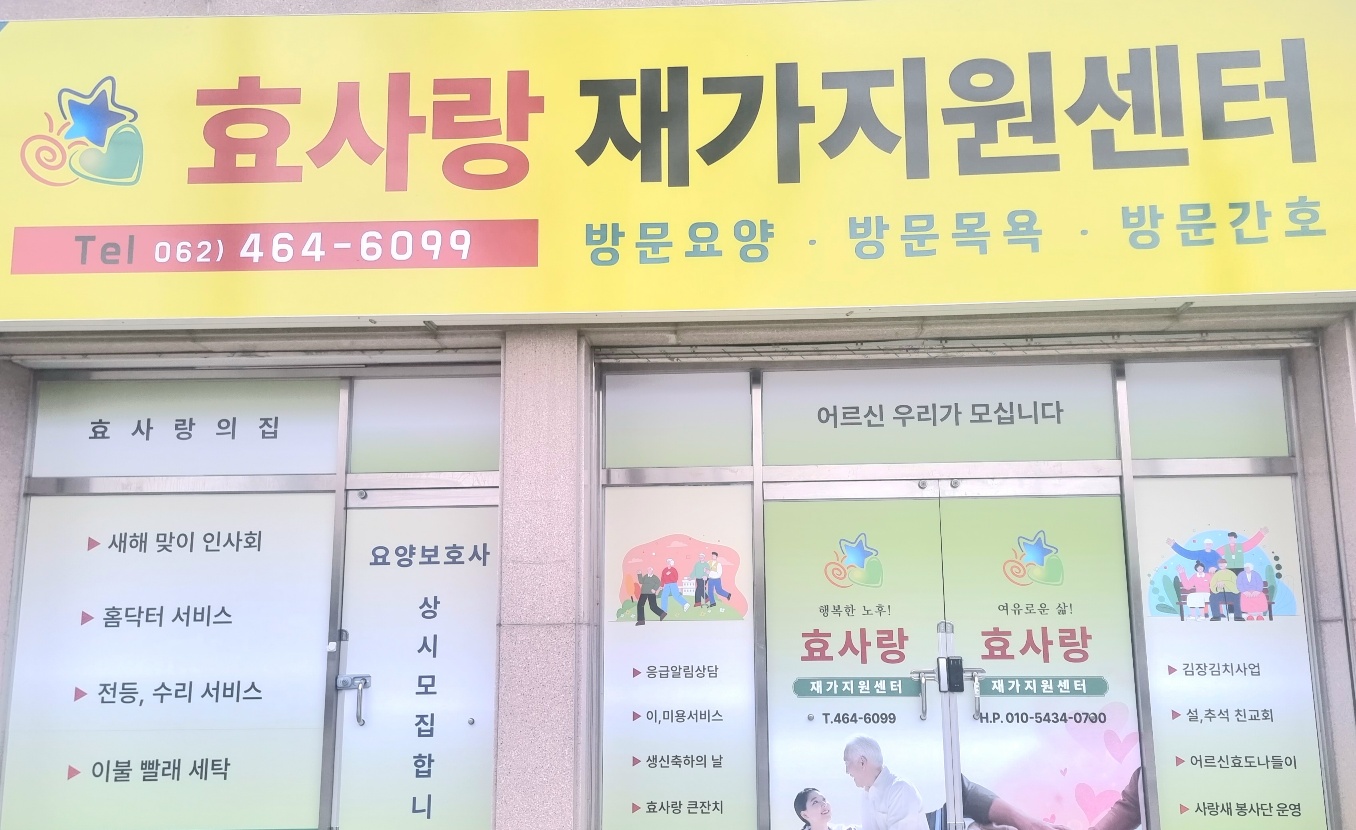 효사랑 재가지원센터
Tel 062) 464-6099
방문요양 · 방문목욕 · 방문간호
효사랑의집
▶ 새해 맞이 인사회
▶ 홈닥터 서비스
▶ 전등, 수리 서비스
▶ 이불 빨래 세탁
요양보호사
상
시
모
집
합
니
어르신 우리가 모십니다
▶ 응급알림상담
▶ 이,미용서비스
▶ 생신축하의 날
▶ 효사랑 큰잔치
행복한 노후!
효사랑
재가지원센터
T.464-6099
여유로운 삶!
효사랑
재가지원센터
H.P. 010-5434-0700
▶ 김장김치사업
▶ 설,추석 친교회
▶ 어르신효도나들이
▶ 사랑새 봉사단 운영